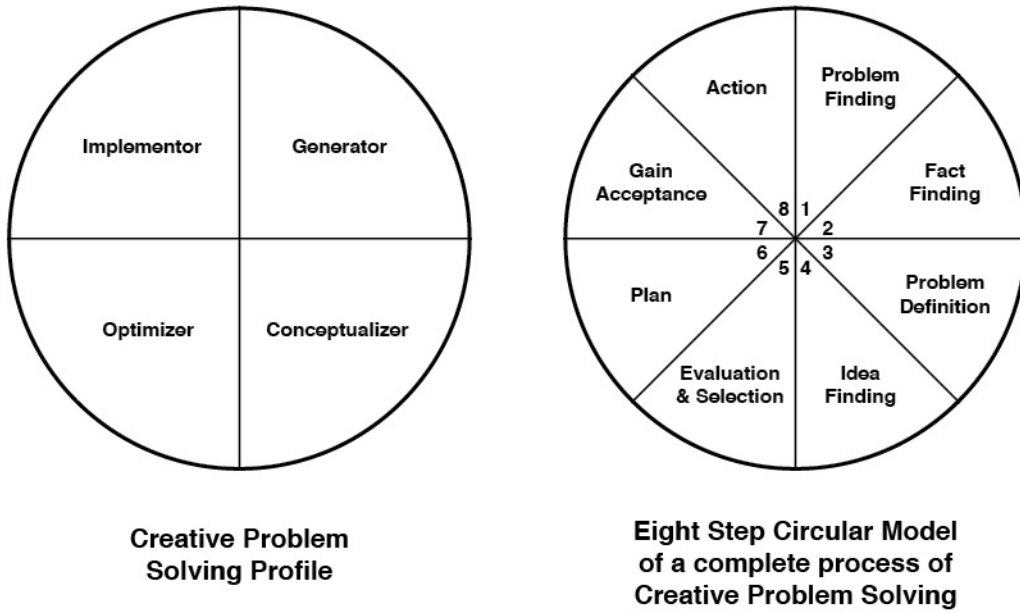 Implementor
Generator
Optimizer
Conceptualizer
Creative Problem
Solving Profile
Action
Problem
Finding
Gain
Acceptance
Fact
Finding
8 1
7 2
6 3
5 4
Plan
Problem
Definition
Evaluation
& Selection
Idea
Finding
Eight Step Circular Model
of a complete process of
Creative Problem Solving